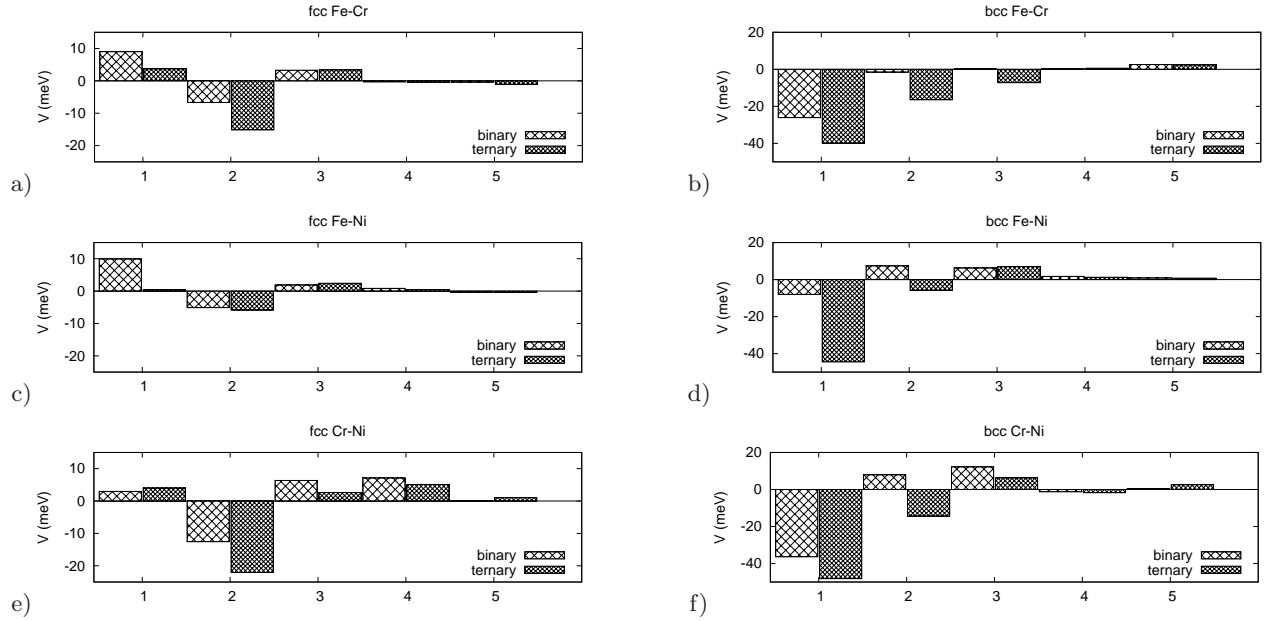 fcc Fe-Cr
V (meV)
10
0
-10
-20
binary
ternary
1 2 3 4 5
a)
bcc Fe-Cr
V (meV)
20
0
-20
-40
binary
ternary
1 2 3 4 5
b)
fcc Fe-Ni
V (meV)
10
0
-10
-20
binary
ternary
1 2 3 4 5
c)
bcc Fe-Ni
V (meV)
20
0
-20
-40
binary
ternary
1 2 3 4 5
d)
fcc Cr-Ni
V (meV)
10
0
-10
-20
binary
ternary
1 2 3 4 5
e)
bcc Cr-Ni
V (meV)
20
0
-20
-40
binary
ternary
1 2 3 4 5
f)